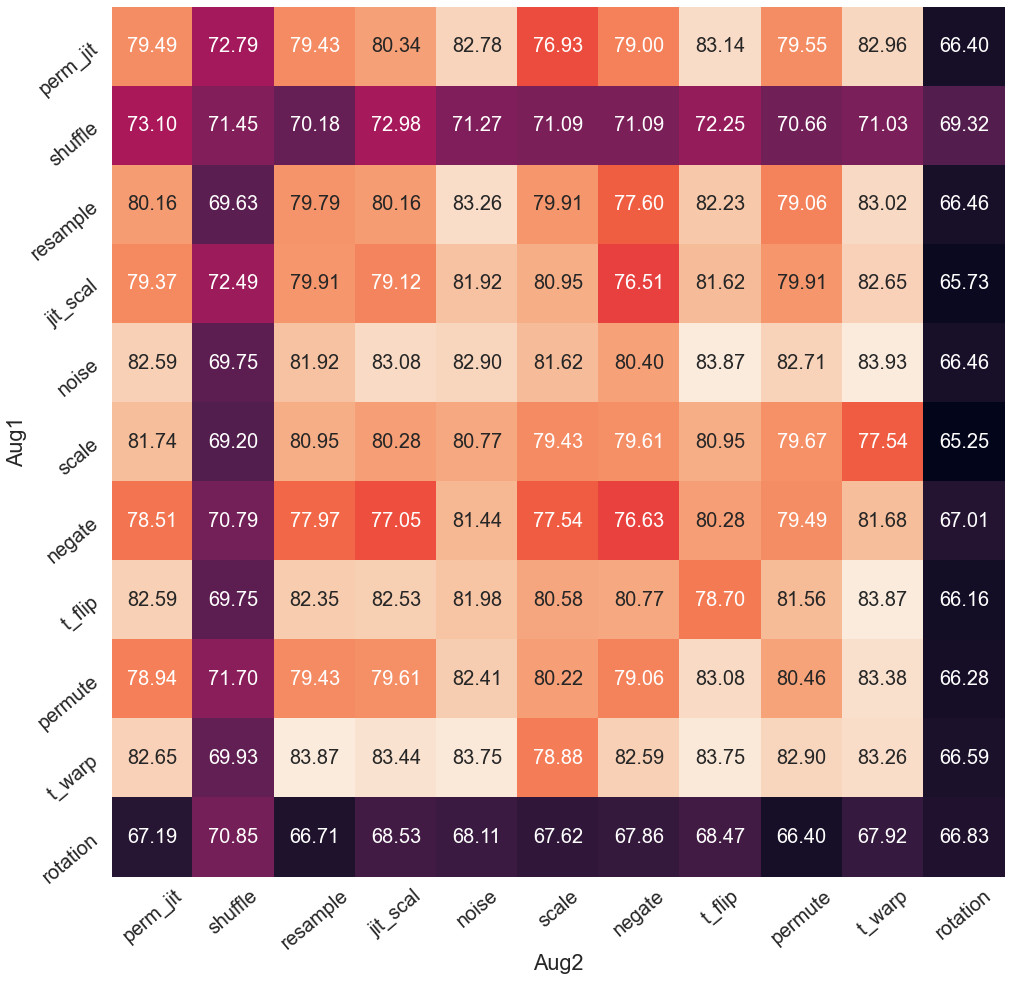 perm_jit 79.49 72.79 79.43 80.34 82.78 76.93 79.00 83.14 79.55 82.96 66.40
shuffle 73.10 71.45 70.18 72.98 71.27 71.09 71.09 72.25 70.66 71.03 69.32
resample 80.16 69.63 79.79 80.16 83.26 79.91 77.60 82.23 79.06 83.02 66.46
jit_scal 79.37 72.49 79.91 79.12 81.92 80.95 76.51 81.62 79.91 82.65 65.73
noise 82.59 69.75 81.92 83.08 82.90 81.62 80.40 83.87 82.71 83.93 66.46
Aug1
scale 81.74 69.20 80.95 80.28 80.77 79.43 79.61 80.95 79.67 77.54 65.25
negate 78.51 70.79 77.97 77.05 81.44 77.54 76.63 80.28 79.49 81.68 67.01
t_flip 82.59 69.75 82.35 82.53 81.98 80.58 80.77 78.70 81.56 83.87 66.16
permute 78.94 71.70 79.43 79.61 82.41 80.22 79.06 83.08 80.46 83.38 66.28
t_warp 82.65 69.93 83.87 83.44 83.75 78.88 82.59 83.75 82.90 83.26 66.59
rotation 67.19 70.85 66.71 68.53 68.11 67.62 67.86 68.47 66.40 67.92 66.83
perm_jit shuffle resample jit_scal noise scale negate t_flip permute t_warp rotation
Aug2